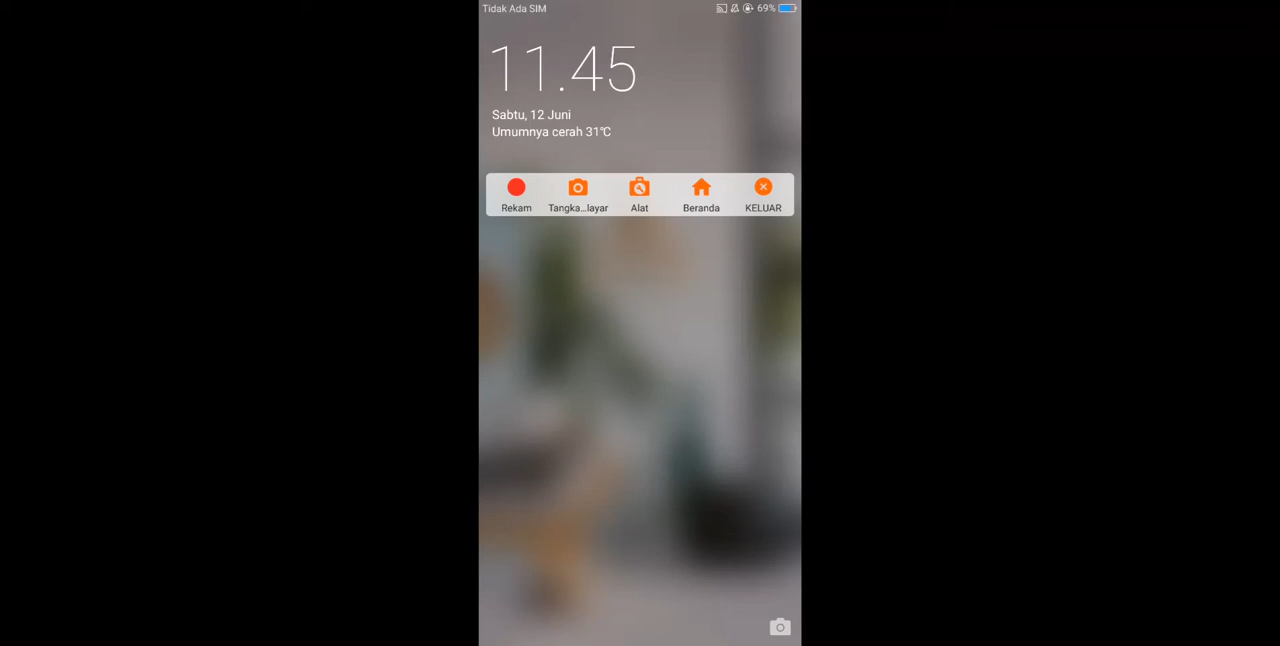 Tidak Ada SIM 69%
11.45
Sabtu, 12 Juni
Umumnya cerah 31℃
Rekam Tangka...layar Alat Beranda KELUAR